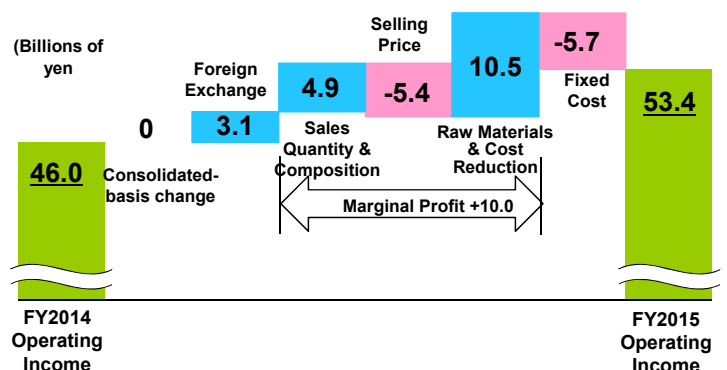 (Billions of
yen
46.0
0
Consolidated-
basis change
Foreign
Exchange
3.1
4.9
Sales
Quantity &
Composition
Selling
Price
-5.4
10.5
Raw Materials
& Cost
Reduction
-5.7
Fixed
Cost
53.4
Marginal Profit +10.0
FY2014
Operating
Income
FY2015
Operating
Income